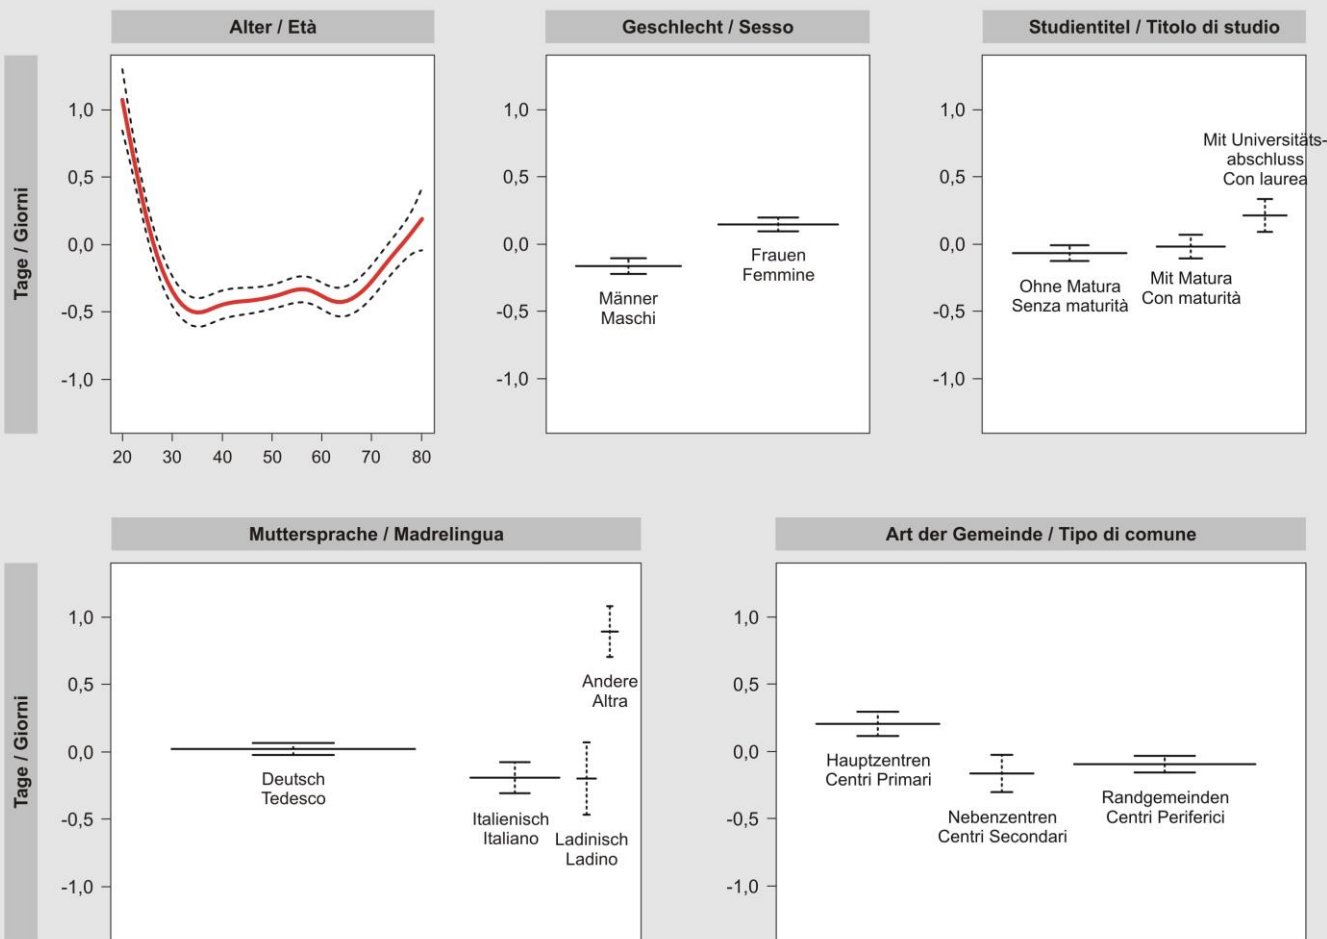 Alter / Età
Geschlecht / Sesso
Studientitel / Titolo di studio
Tage / Giorni
1,0
0,5
0,0
-0,5
-1,0
20 30 40 50 60 70 80
1,0
0,5
0,0
-0,5
-1,0
Männer
Maschi
Frauen
Femmine
1,0
0,5
0,0
-0,5
-1,0
Ohne Matura
Senza maturità
Mit Matura
Con maturità
Mit Universitäts-
abschluss
Con laurea
Muttersprache / Madrelingua
Art der Gemeinde / Tipo di comune
Tage / Giorni
1,0
0,5
0,0
-0,5
-1,0
Deutsch
Tedesco
Italienisch
Italiano
Ladinisch
Ladino
Andere
Altra
1,0
0,5
0,0
-0,5
-1,0
Hauptzentren
Centri Primari
Nebenzentren
Centri Secondari
Randgemeinden
Centri Periferici